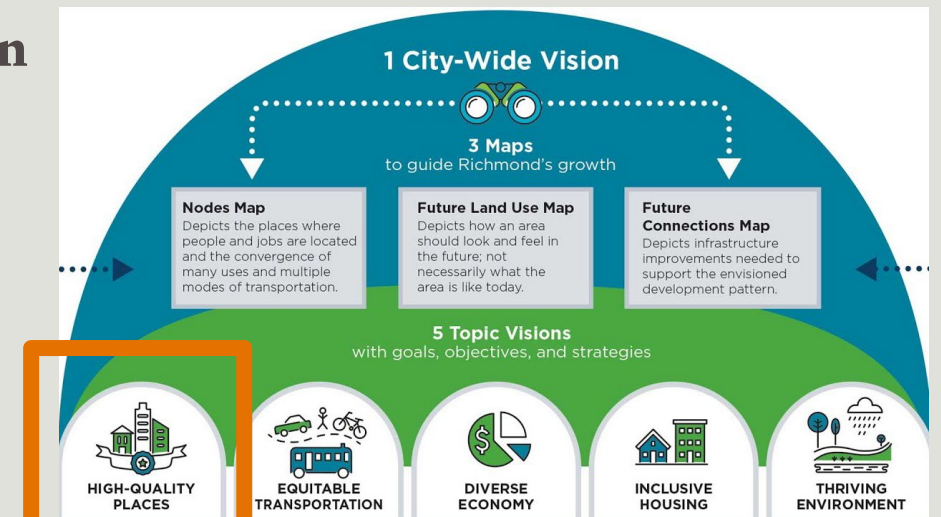 n
1 City-Wide Vision
3 Maps
to guide Richmond's growth
Nodes Map
Depicts the places where
people and jobs are located
and the convergence of
many uses and multiple
modes of transportation.
Future Land Use Map
Depicts how an area
should look and feel in
the future; not
necessarily what the
area is like today.
Future
Connections Map
Depicts infrastructure
improvements needed to
support the envisioned
development pattern.
5 Topic Visions
with goals, objectives, and strategies
$
HIGH-QUALITY
PLACES
EQUITABLE
TRANSPORTATION
DIVERSE
ECONOMY
INCLUSIVE
HOUSING
THRIVING
ENVIRONMENT